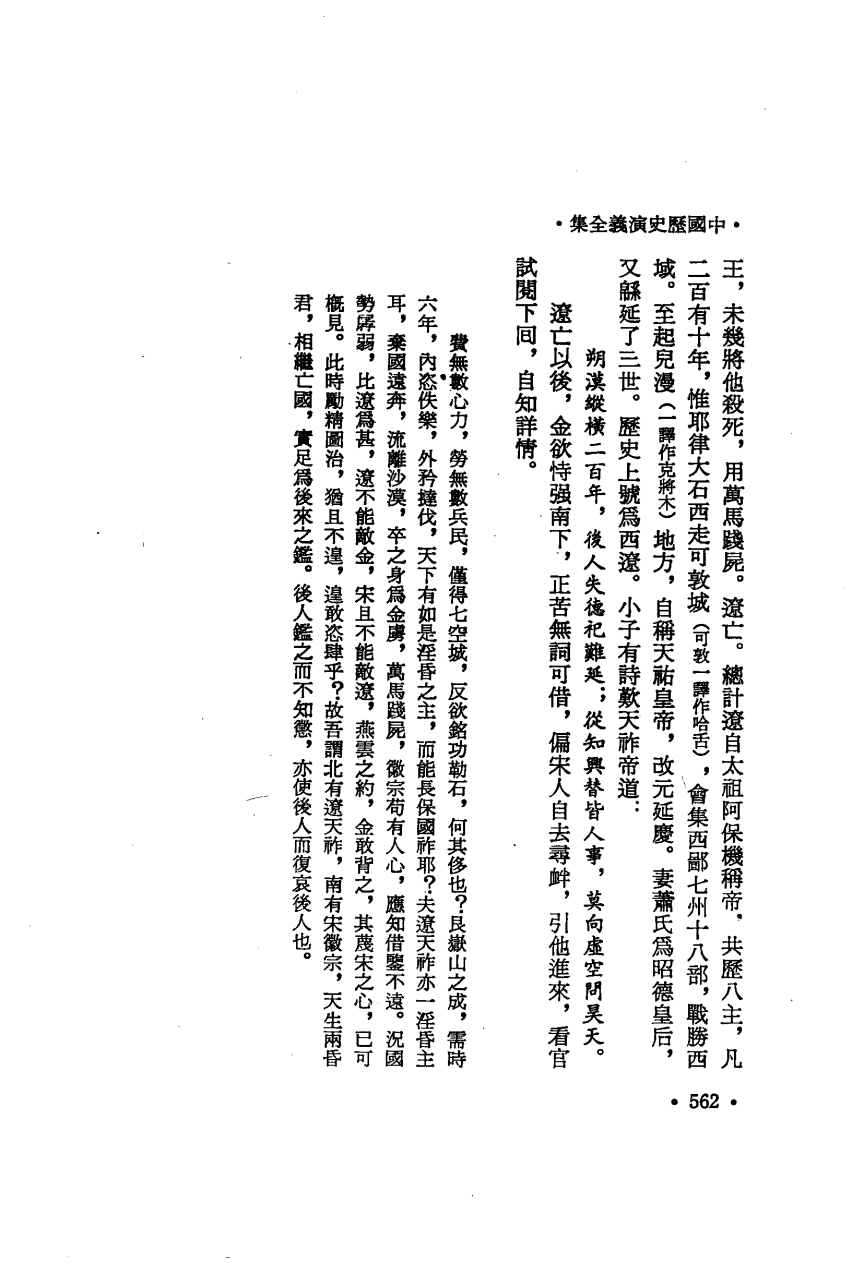 ·中國歷史演義全集·
王，未幾將他殺死，用萬馬踐屍。遼亡。總計遼自太祖阿保機稱帝，共歷八主，凡
二百有十年，惟耶律大石西走可敦城（可敦一譯作哈舌），會集西鄙七州十八部，戰勝西
域。至起兒漫（一譯作克將木）地方，自稱天祐皇帝，改元延慶。妻蕭氏爲昭德皇后，
又緜延了三世。歷史上號爲西遼。小子有詩歎天祚帝道：
朔漠縱橫二百年，後人失德祀難延；從知興替皆人事，莫向虛空問昊天。
遼亡以後，金欲恃强南下，正苦無詞可借，偏宋人自去尋衅，引他進來，看官
試閱下回，自知詳情。
費無數心力，勞無數兵民，僅得七空城，反欲銘功勒石，何其侈也？艮嶽山之成，需時
六年，內恣佚樂，外矜撻伐，天下有如是淫昏之主，而能長保國祚耶？夫遼天祚亦一淫昏主
耳，棄國遠奔，流離沙漠，卒之身爲金虜，萬馬踐屍，徽宗苟有人心，應知借鑒不遠。況國
勢孱弱，比遼爲甚，遼不能敵金，宋且不能敵遼，燕雲之約，金敢背之，其蔑宋之心，已可
概見。此時勵精圖治，猶且不遑，遑敢恣肆乎？故吾謂北有遼天祚，南有宋徽宗，天生兩昏
君，相繼亡國，實足爲後來之鑑。後人鑑之而不知懲，亦使後人而復哀後人也。
·562·